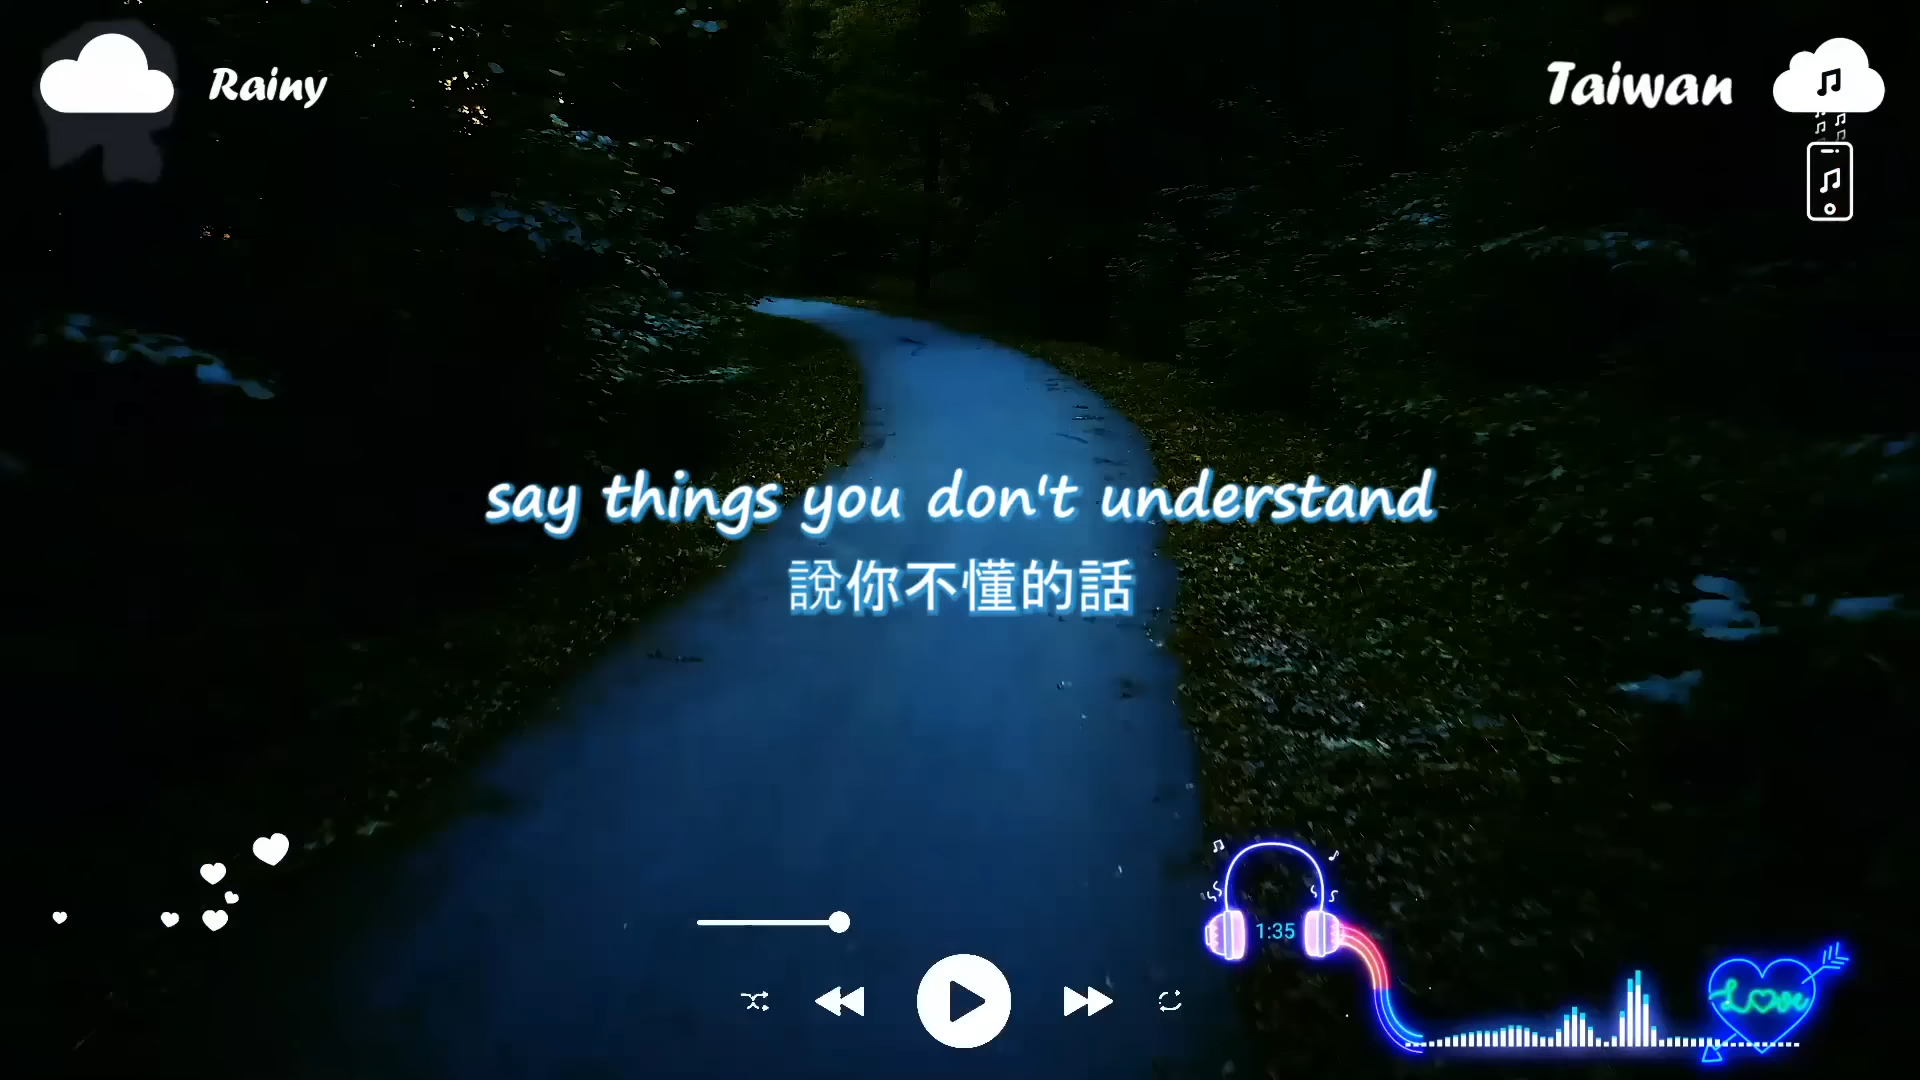 Rainy
Taiwan
say things you don't understand
說你不懂的話
1:35
Love